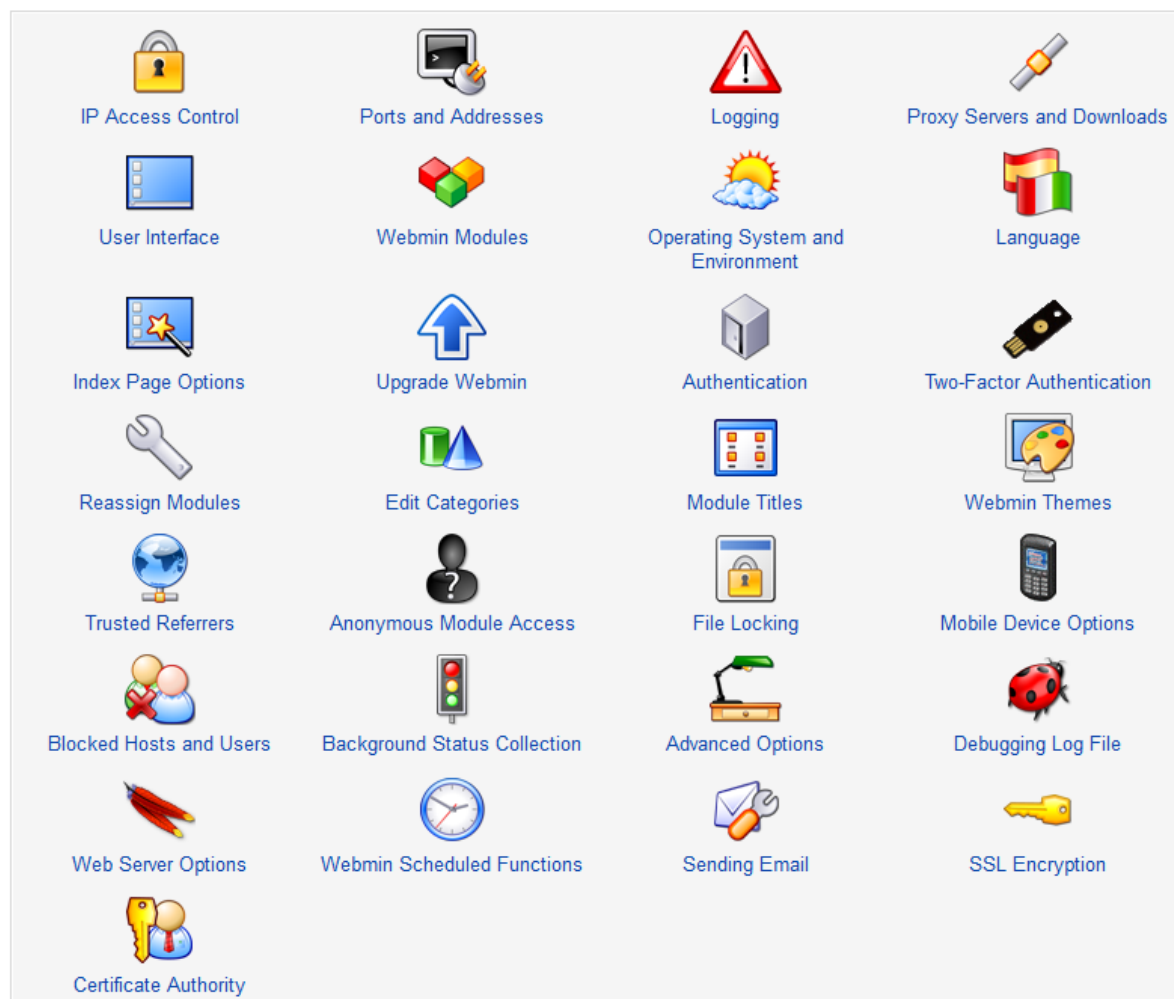 IP Access Control
Ports and Addresses
Logging
Proxy Servers and Downloads
User Interface
Webmin Modules
Operating System and
Environment
Language
Index Page Options
Upgrade Webmin
Authentication
Two-Factor Authentication
Reassign Modules
Edit Categories
Module Titles
Webmin Themes
Trusted Referrers
Anonymous Module Access
File Locking
Mobile Device Options
Blocked Hosts and Users
Background Status Collection
Advanced Options
Debugging Log File
Web Server Options
Webmin Scheduled Functions
Sending Email
SSL Encryption
Certificate Authority